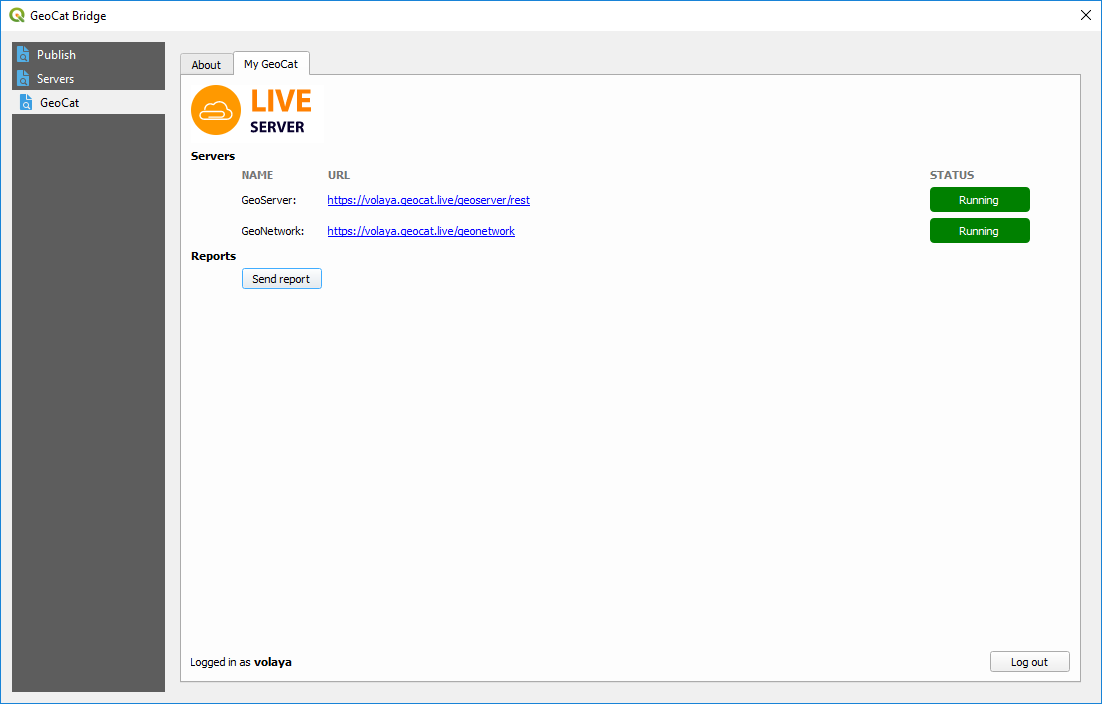 GeoCat Bridge
Publish
Servers
GeoCat
About
My GeoCat
LIVE
SERVER
Servers
NAME URL STATUS
GeoServer: https://volaya.geocat.live/geoserver/rest Running
GeoNetwork: https://volaya.geocat.live/geonetwork Running
Reports
Send report
Logged in as volaya
Log out